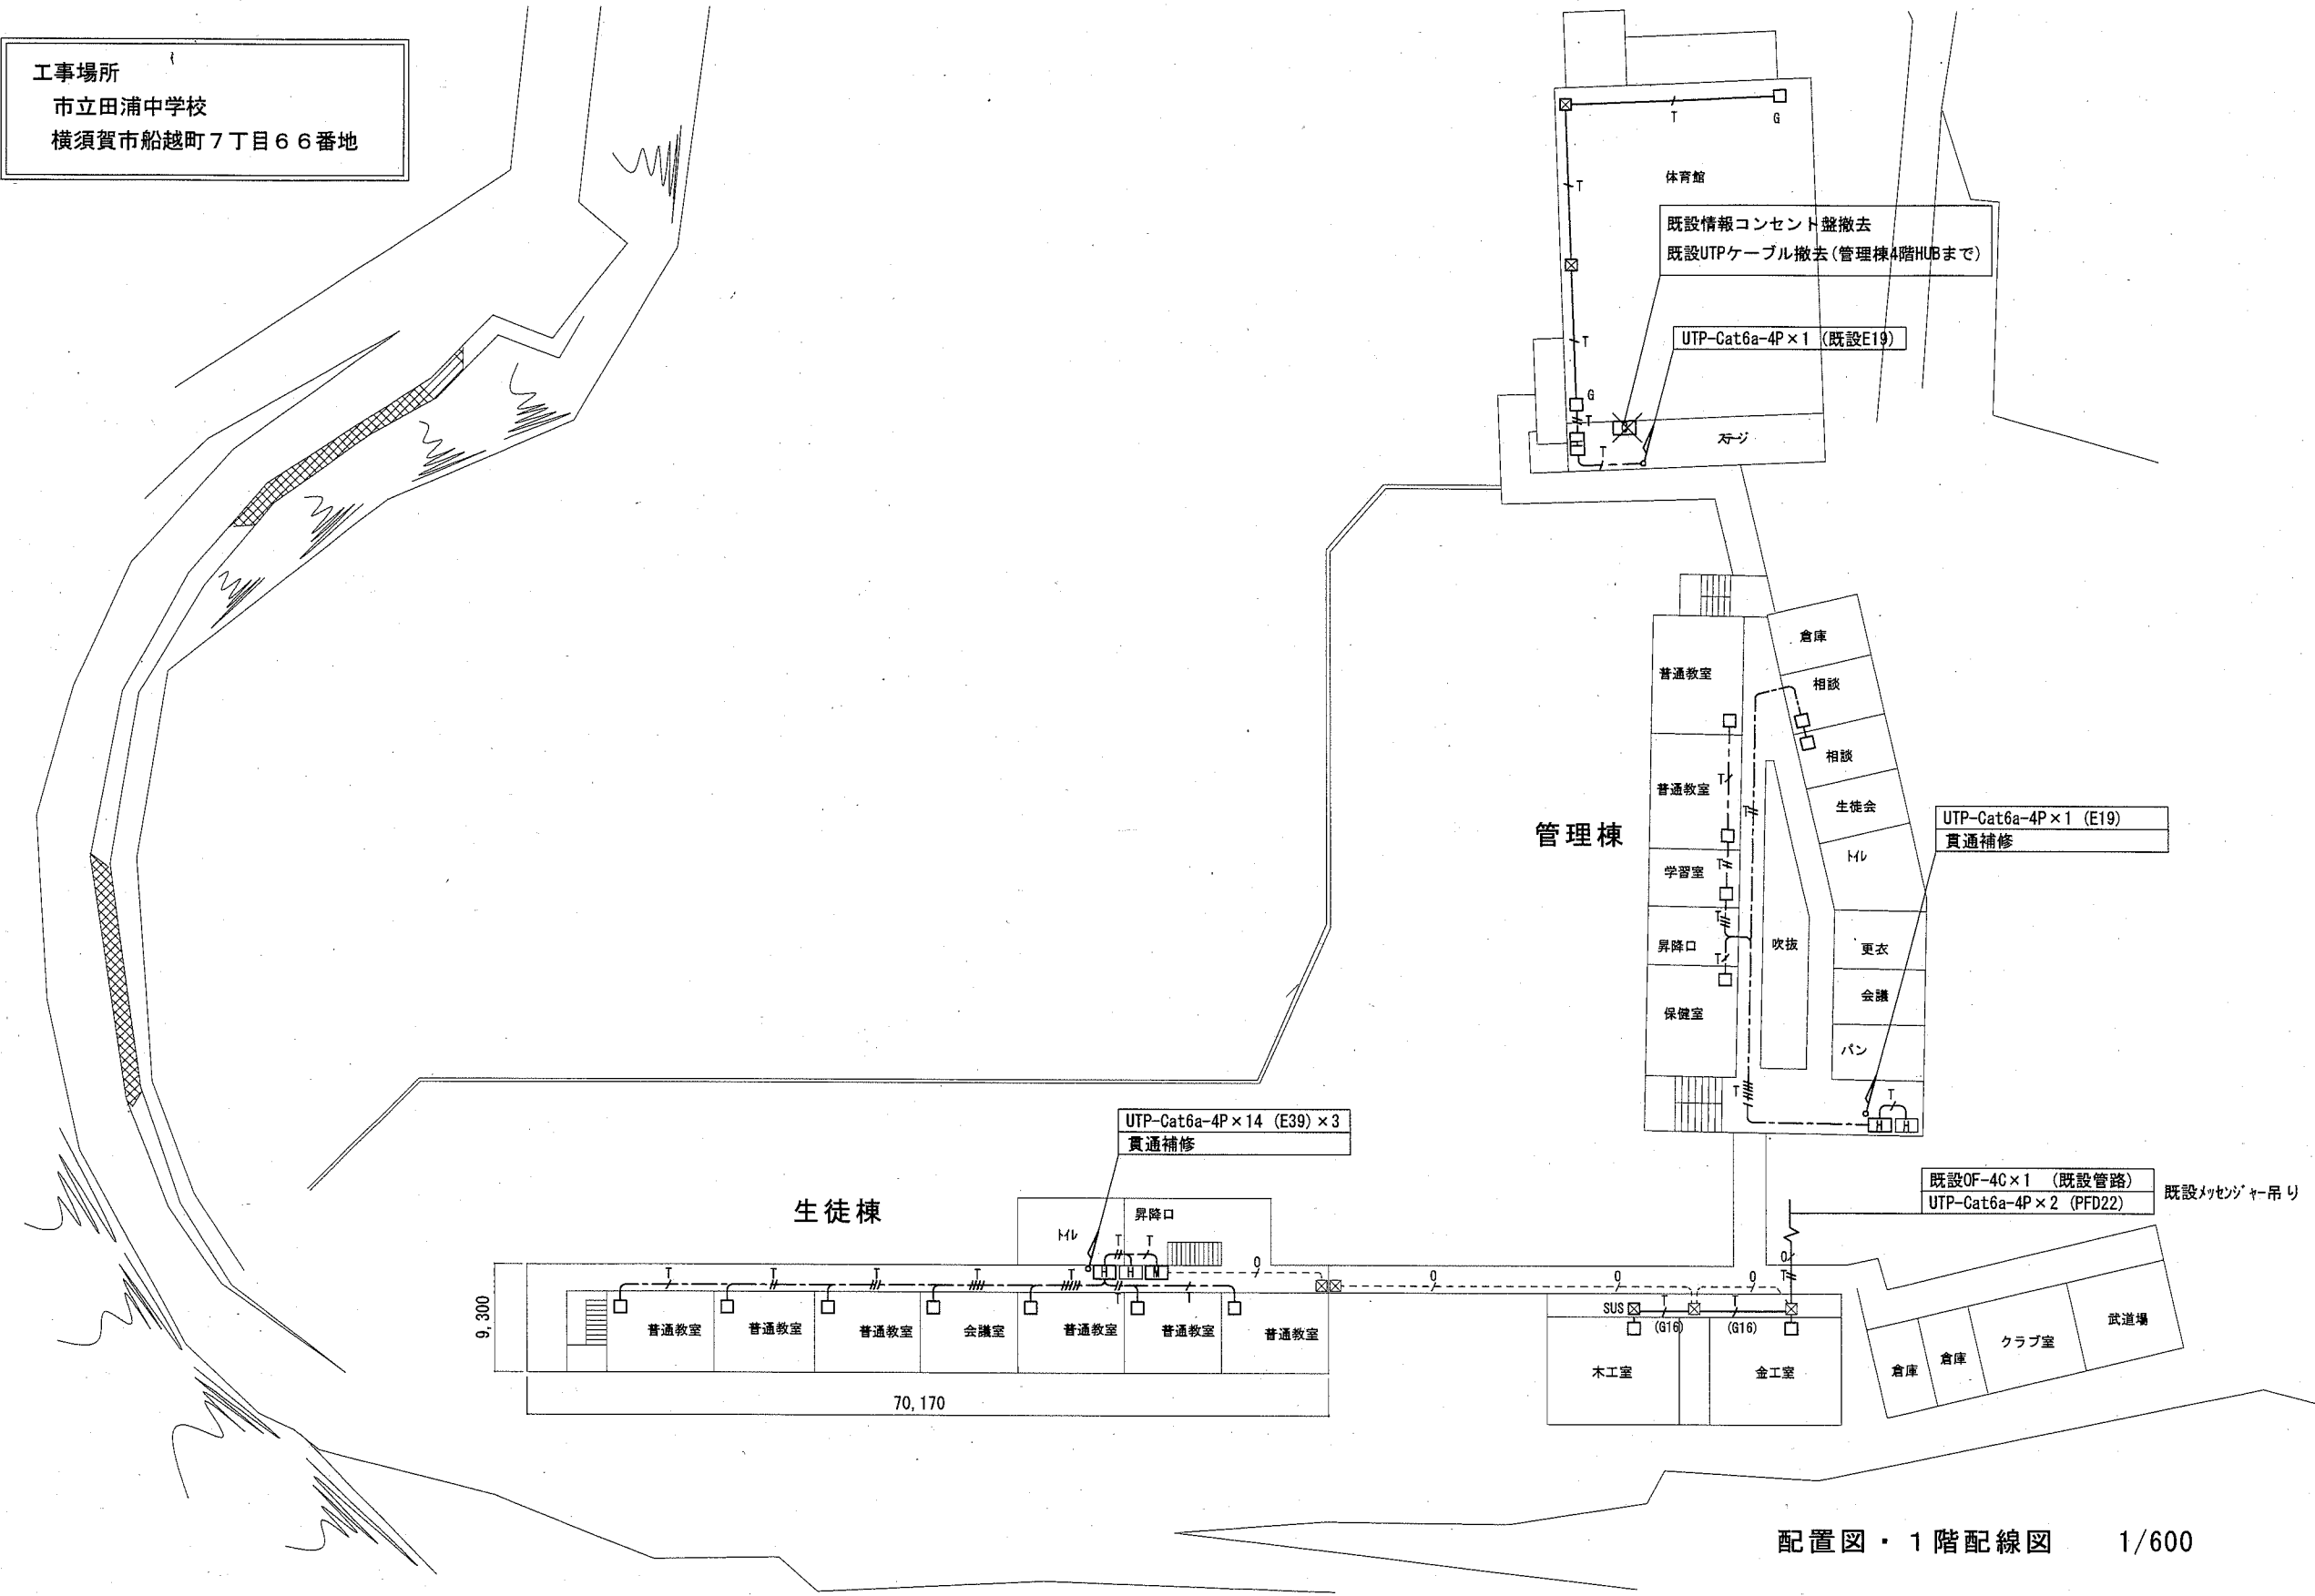 工事場所
市立田浦中学校
横須賀市船越町７丁目６６番地
T
G
体育館
T
既設情報コンセント盤撤去
既設UTPケーブル撤去(管理棟4階HUBまで)
UTP-Cat6a-4P×1 (既設E19)
T
G
T
H
T
ステージ
倉庫
普通教室
相談
相談
普通教室
T
T
生徒会
UTP-Cat6a-4P×1 (E19)
貫通補修
管理棟
トイレ
学習室
T
T
昇降口
吹抜
更衣
T
会議
保健室
パン
T
T
H
H
UTP-Cat6a-4P×14 (E39)×3
貫通補修
既設OF-4C×1 (既設管路)
UTP-Cat6a-4P×2 (PFD22)
既設メッセンジャー吊り
生徒棟
トイレ
昇降口
T
T
H
H
M
O
O
O
O
O
T
T
T
T
T
T
T
T
SUS
T
T
(G16)
(G16)
9,300
普通教室
普通教室
普通教室
会議室
普通教室
普通教室
普通教室
木工室
金工室
倉庫
倉庫
クラブ室
武道場
70,170
配置図・１階配線図 1/600